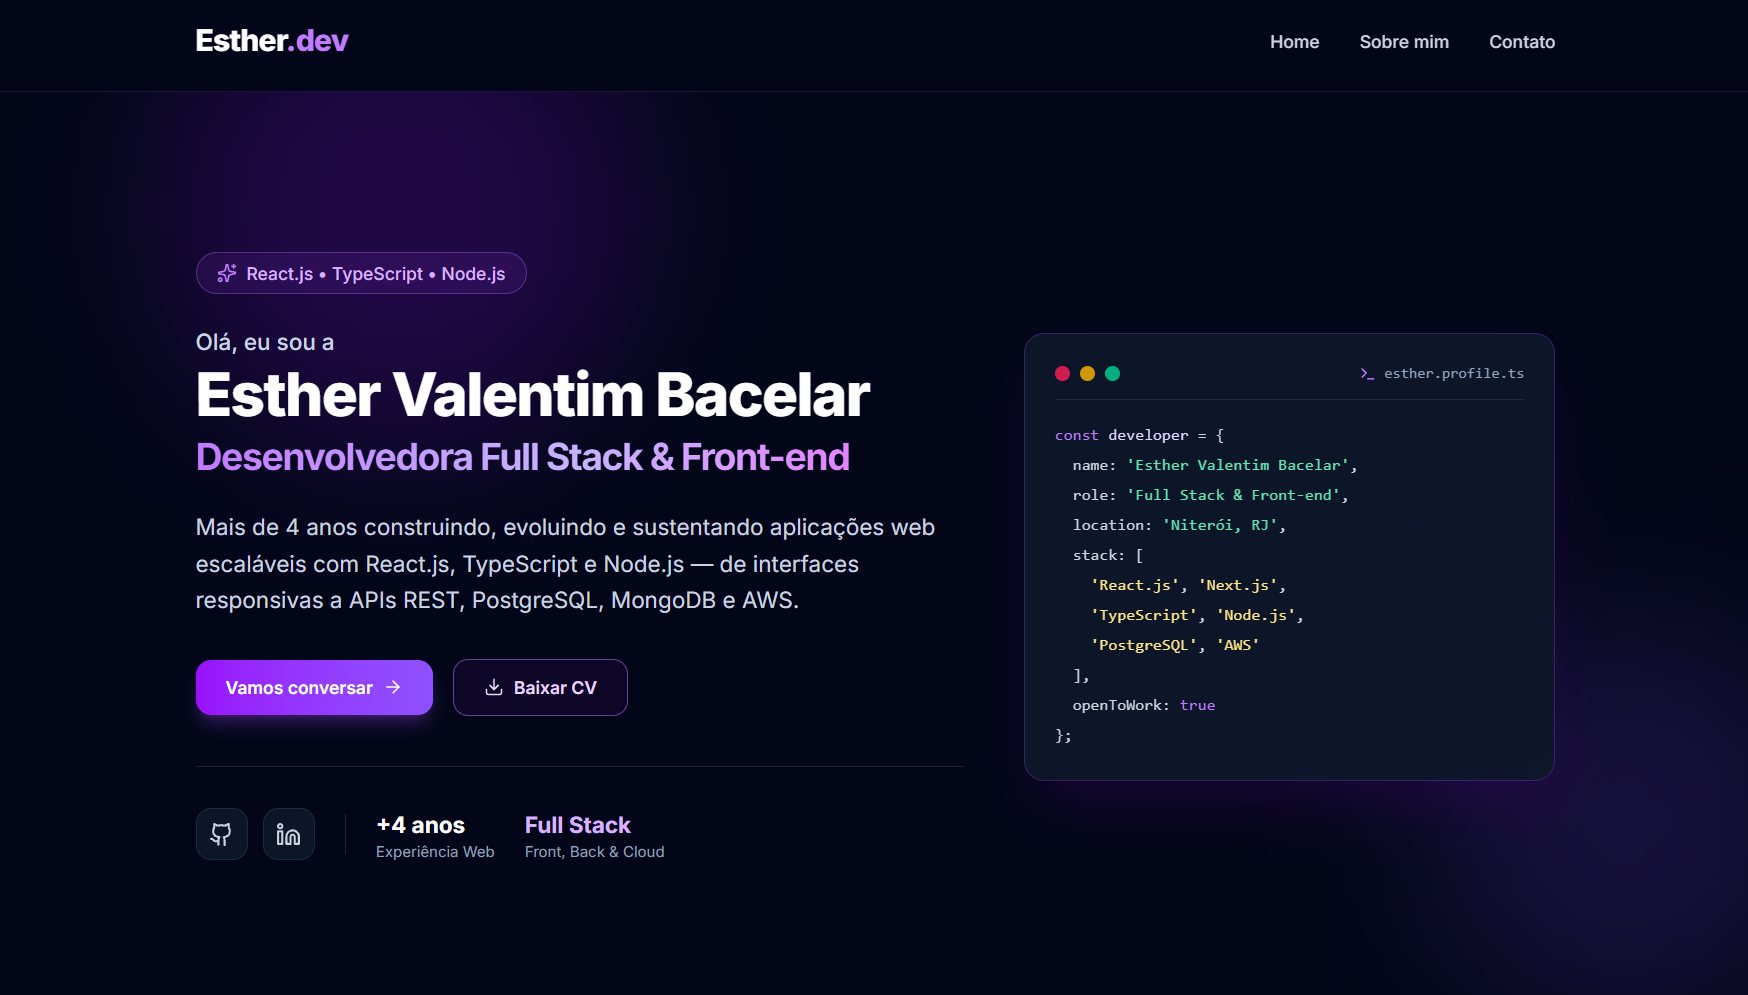 Esther.dev
Home
Sobre mim
Contato
React.js • TypeScript • Node.js
Olá, eu sou a
Esther Valentim Bacelar
Desenvolvedora Full Stack & Front-end
Mais de 4 anos construindo, evoluindo e sustentando aplicações web
escaláveis com React.js, TypeScript e Node.js — de interfaces
responsivas a APIs REST, PostgreSQL, MongoDB e AWS.
Vamos conversar →
Baixar CV
+4 anos
Experiência Web
Full Stack
Front, Back & Cloud
esther.profile.ts
const developer = {
  name: 'Esther Valentim Bacelar',
  role: 'Full Stack & Front-end',
  location: 'Niterói, RJ',
  stack: [
    'React.js', 'Next.js',
    'TypeScript', 'Node.js',
    'PostgreSQL', 'AWS'
  ],
  openToWork: true
};